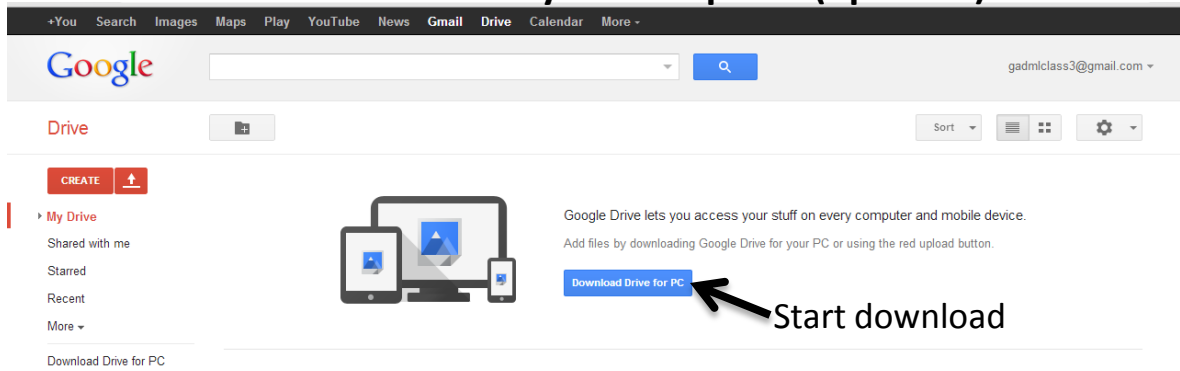 +You Search Images Maps Play YouTube News Gmail Drive Calendar More
Google
gadmlclass3@gmail.com
Drive
Sort
CREATE
My Drive
Shared with me
Starred
Recent
More
Download Drive for PC
Google Drive lets you access your stuff on every computer and mobile device.
Add files by downloading Google Drive for your PC or using the red upload button.
Download Drive for PC
Start download